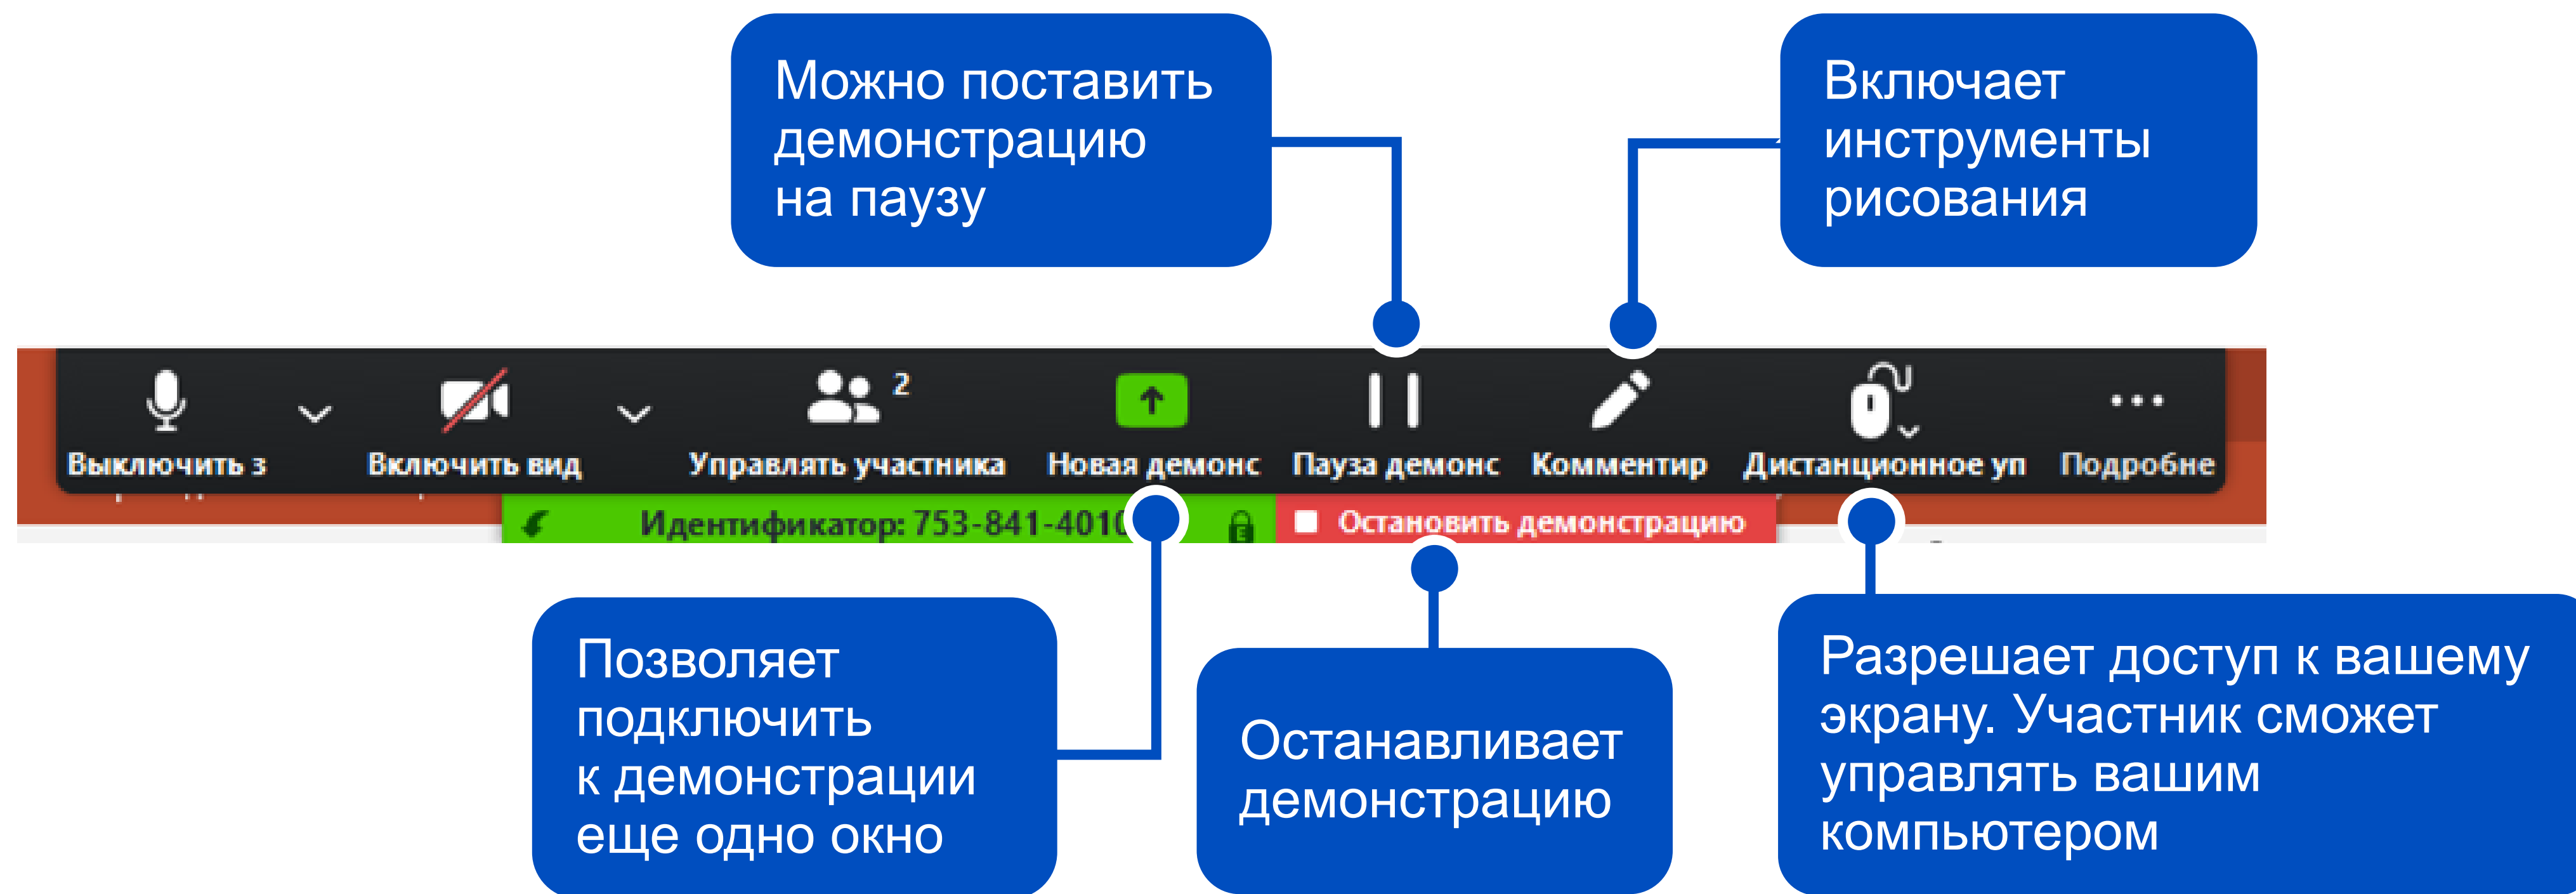 Можно поставить
демонстрацию
на паузу
Включает
инструменты
рисования
2
Выключить з
Включить вид
Управлять участника
Новая демонс
Пауза демонс
Комментир
Дистанционное уп
Подробне
Идентификатор: 753-841-401
Остановить демонстрацию
Позволяет
подключить
к демонстрации
еще одно окно
Останавливает
демонстрацию
Разрешает доступ к вашему
экрану. Участник сможет
управлять вашим
компьютером